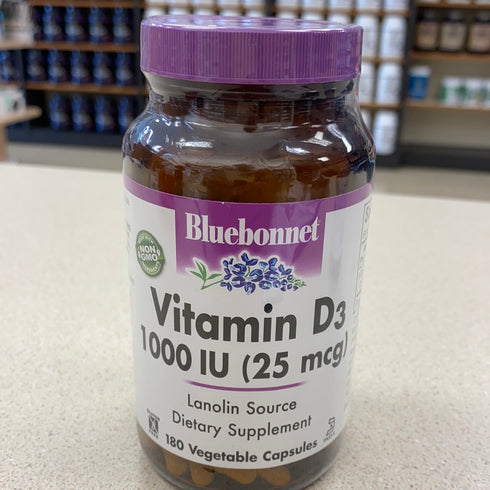 Bluebonnet
NON
GMO
Vitamin D3
1000 IU (25 mcg)
Lanolin Source
Dietary Supplement
180 Vegetable Capsules